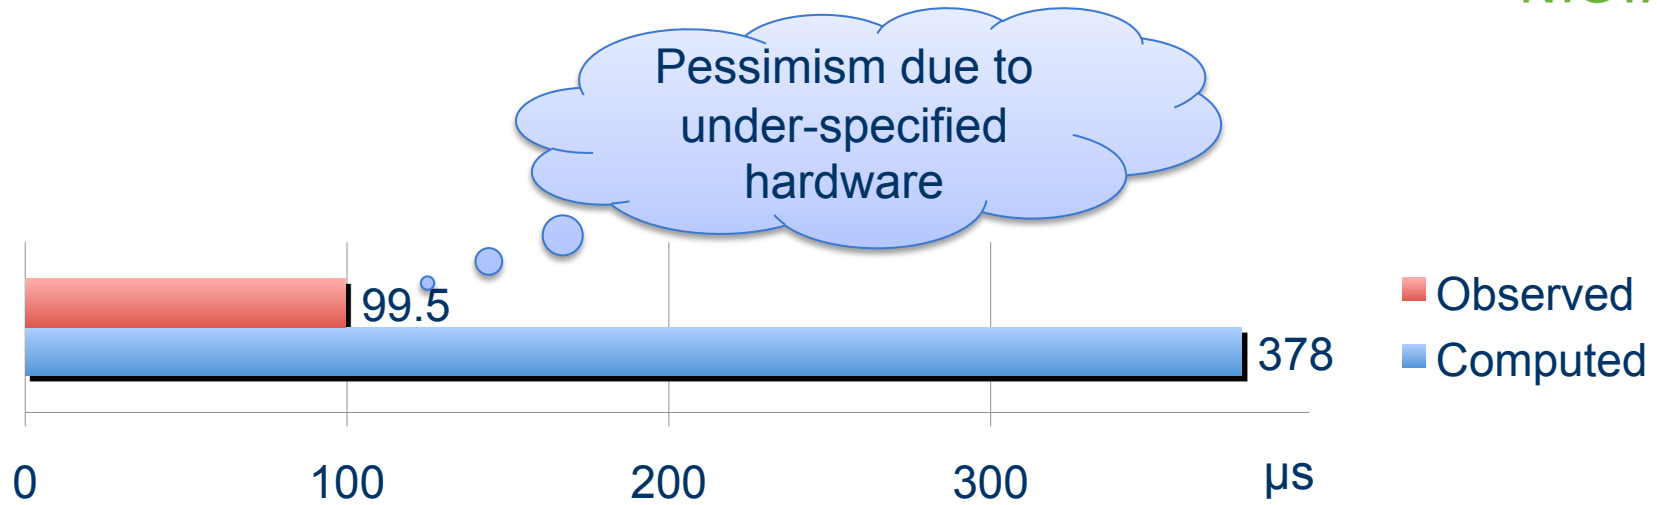 Pessimism due to
under-specified
hardware
99.5
378
Observed
Computed
0 100 200 300 µs